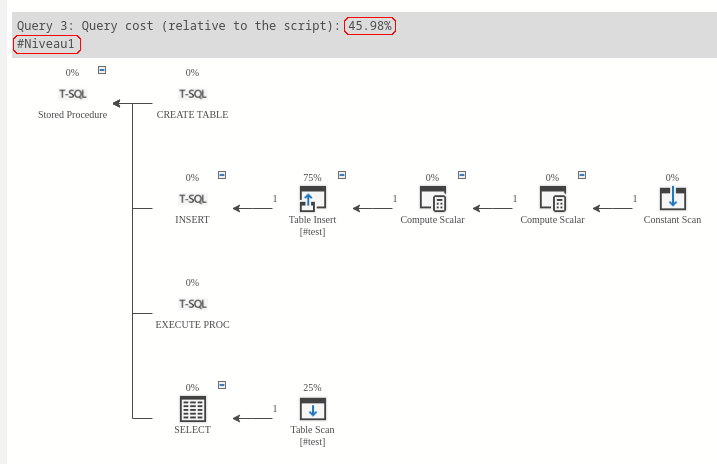 Query 3: Query cost (relative to the script): 45.98%
#Niveau1
0% 0%
T-SQL T-SQL
Stored Procedure CREATE TABLE
0% 75% 0% 0% 0%
T-SQL 1 1 1 1
INSERT Table Insert Compute Scalar Compute Scalar Constant Scan
[#test]
0%
T-SQL
EXECUTE PROC
0% 25%
1
SELECT Table Scan
[#test]